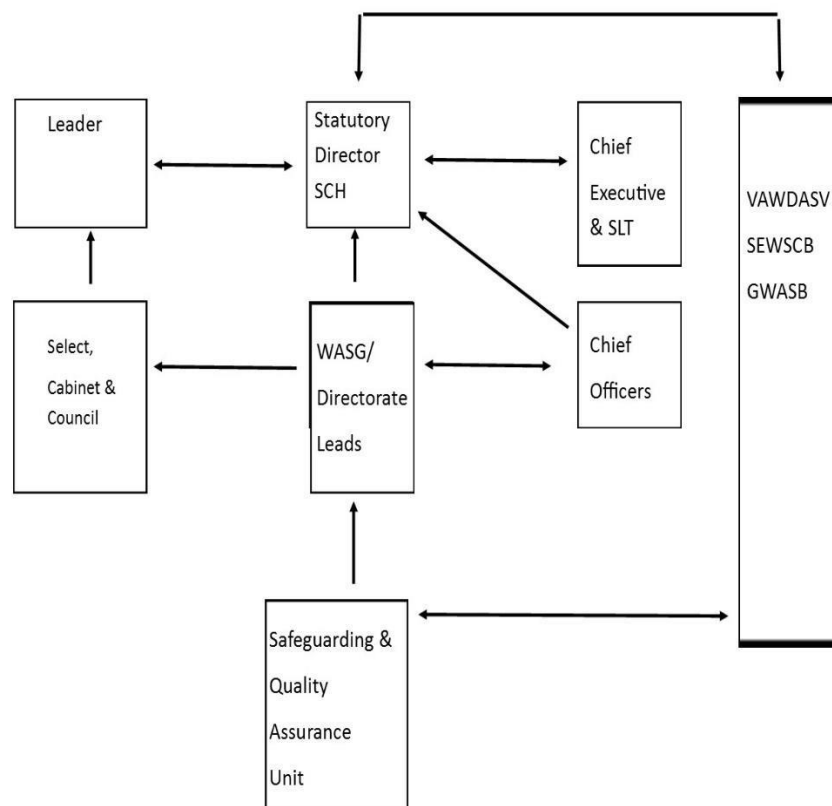 Leader
Statutory
Director
SCH
Chief
Executive
& SLT
VAWDASV
SEWSCB
GWASB
Select,
Cabinet &
Council
WASG/
Directorate
Leads
Chief
Officers
Safeguarding &
Quality
Assurance
Unit